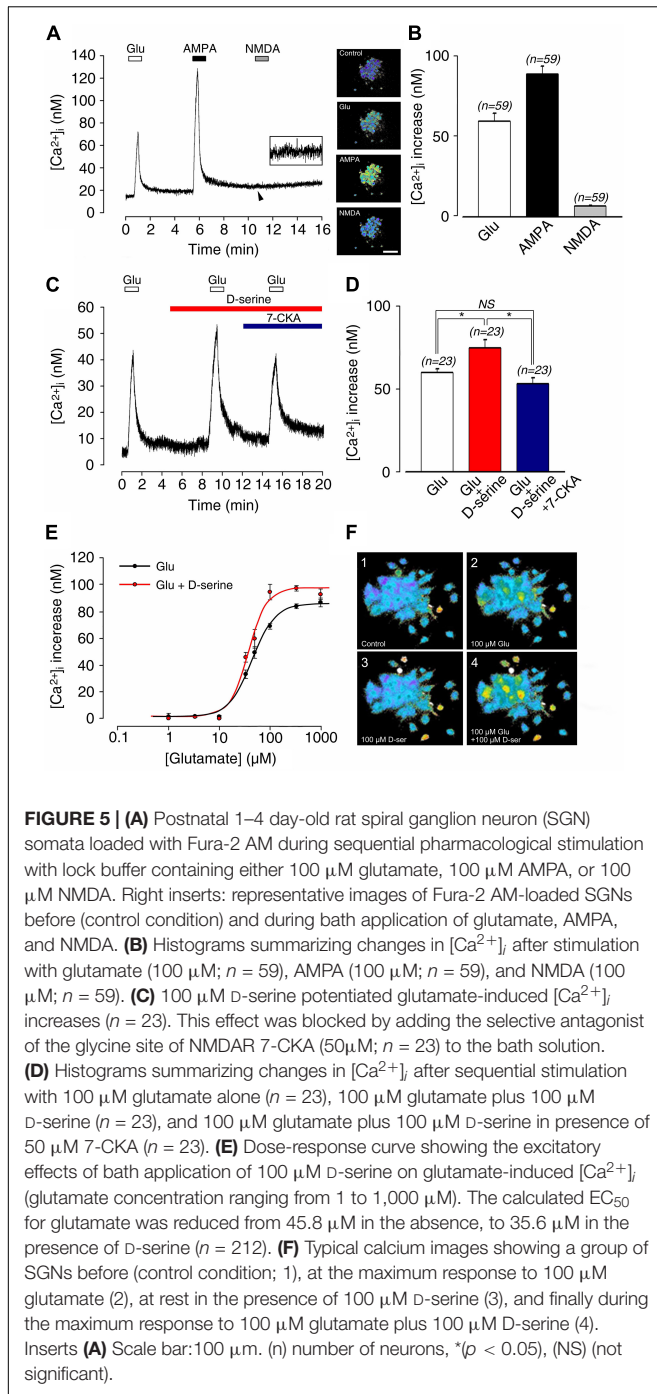 A
Glu AMPA NMDA
[Ca²⁺]i (nM)
140
120
100
80
60
40
20
0
0 2 4 6 8 10 12 14 16
Time (min)
Control
Glu
AMPA
NMDA
B
[Ca²⁺]i increase (nM)
100
50
0
(n=59)
(n=59)
(n=59)
Glu
AMPA
NMDA
C
Glu Glu Glu
D-serine
7-CKA
[Ca²⁺]i (nM)
60
50
40
30
20
10
0
0 2 4 6 8 10 12 14 16 18 20
Time (min)
D
[Ca²⁺]i increase (nM)
100
50
0
NS
* *
(n=23)
(n=23)
(n=23)
Glu
Glu + D-serine
Glu + D-serine +7-CKA
E
Glu
Glu + D-serine
[Ca²⁺]i incerease (nM)
120
100
80
60
40
20
0
0.1 1 10 100 1000
[Glutamate] (µM)
F
1
Control
2
100 µM Glu
3
100 µM D-ser
4
100 µM Glu
+100 µM D-ser
FIGURE 5 | (A) Postnatal 1–4 day-old rat spiral ganglion neuron (SGN)
somata loaded with Fura-2 AM during sequential pharmacological stimulation
with lock buffer containing either 100 µM glutamate, 100 µM AMPA, or 100
µM NMDA. Right inserts: representative images of Fura-2 AM-loaded SGNs
before (control condition) and during bath application of glutamate, AMPA,
and NMDA. (B) Histograms summarizing changes in [Ca²⁺]i after stimulation
with glutamate (100 µM; n = 59), AMPA (100 µM; n = 59), and NMDA (100
µM; n = 59). (C) 100 µM D-serine potentiated glutamate-induced [Ca²⁺]i
increases (n = 23). This effect was blocked by adding the selective antagonist
of the glycine site of NMDAR 7-CKA (50µM; n = 23) to the bath solution.
(D) Histograms summarizing changes in [Ca²⁺]i after sequential stimulation
with 100 µM glutamate alone (n = 23), 100 µM glutamate plus 100 µM
D-serine (n = 23), and 100 µM glutamate plus 100 µM D-serine in presence of
50 µM 7-CKA (n = 23). (E) Dose-response curve showing the excitatory
effects of bath application of 100 µM D-serine on glutamate-induced [Ca²⁺]i
(glutamate concentration ranging from 1 to 1,000 µM). The calculated EC₅₀
for glutamate was reduced from 45.8 µM in the absence, to 35.6 µM in the
presence of D-serine (n = 212). (F) Typical calcium images showing a group of
SGNs before (control condition; 1), at the maximum response to 100 µM
glutamate (2), at rest in the presence of 100 µM D-serine (3), and finally during
the maximum response to 100 µM glutamate plus 100 µM D-serine (4).
Inserts (A) Scale bar:100 µm. (n) number of neurons, *(p < 0.05), (NS) (not
significant).